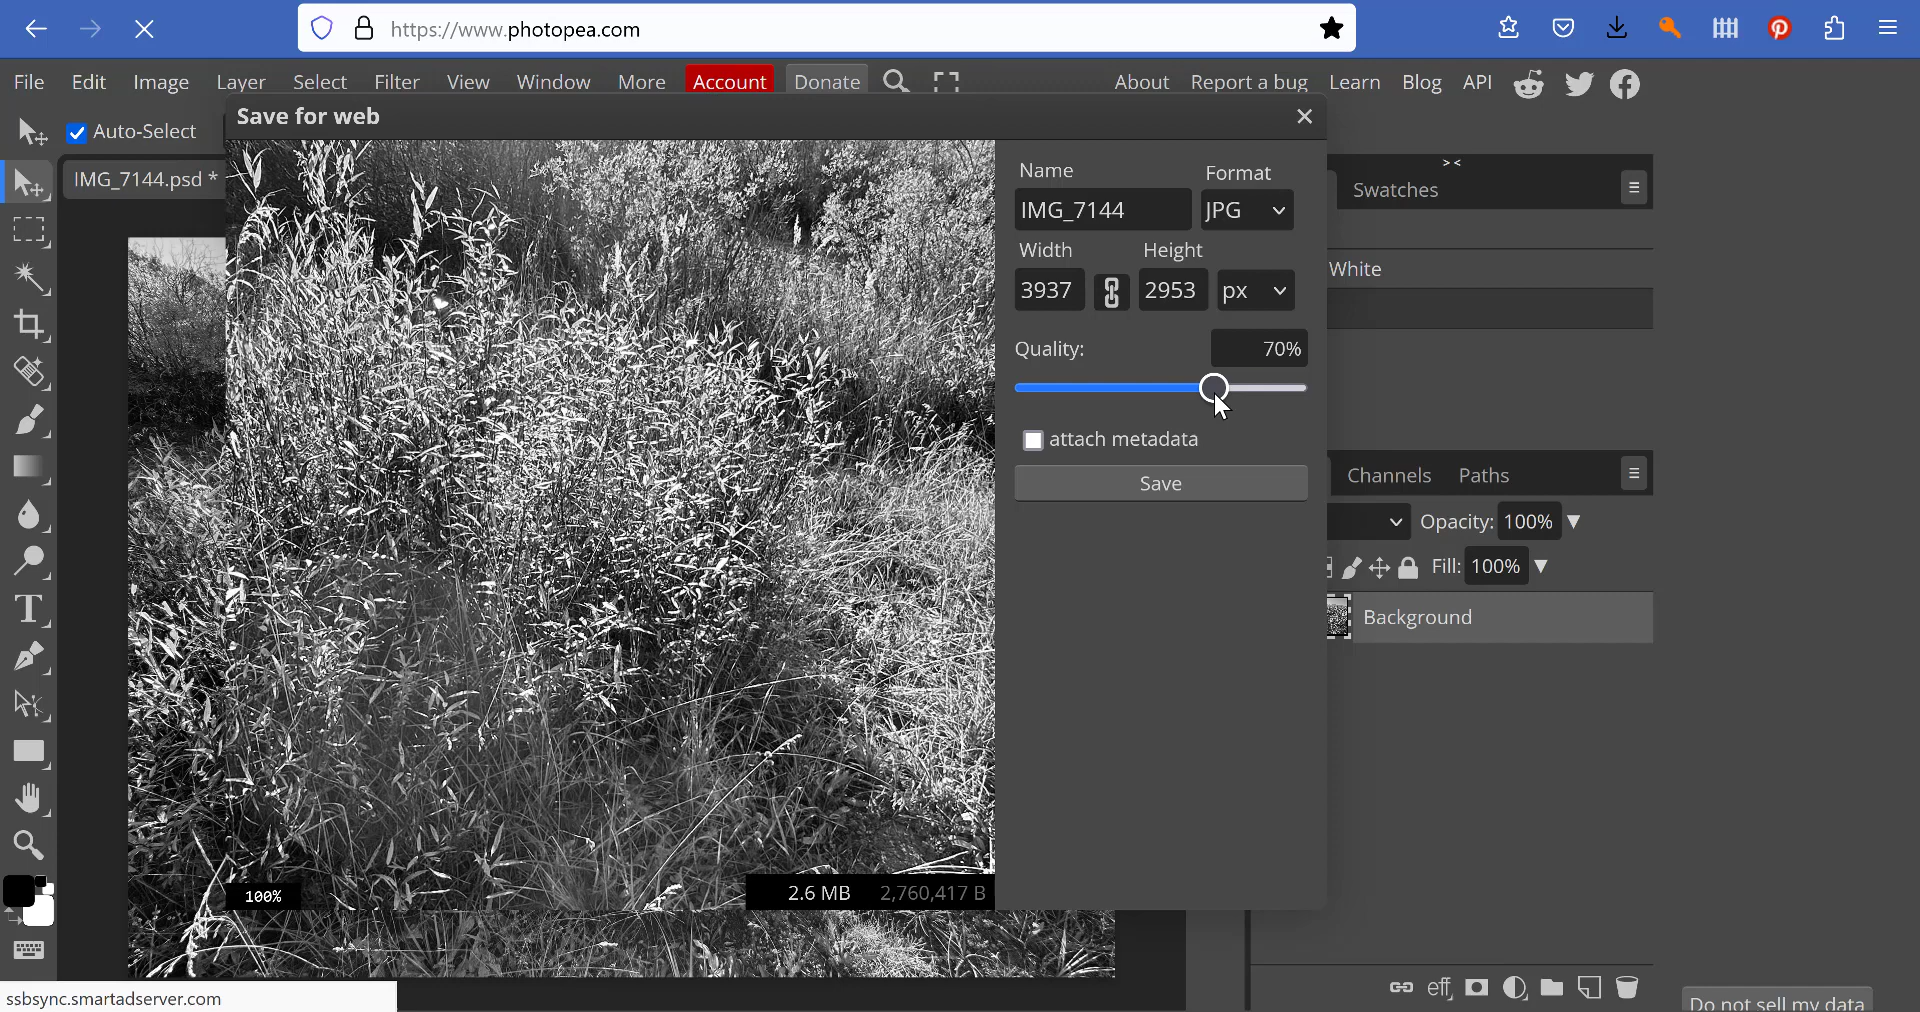 https://www.photopea.com
File Edit Image Layer Select Filter View Window More Account Donate About Report a bug Learn Blog API
Auto-Select
Save for web
IMG_7144.psd *
Name Format
IMG_7144 JPG
Width Height
3937 2953 px
Quality: 70%
attach metadata
Save
100%
2.6 MB 2,760,417 B
> <
Swatches
White
Channels Paths
Opacity: 100%
Fill: 100%
Background
eff
ssbsync.smartadserver.com
Do not sell my data